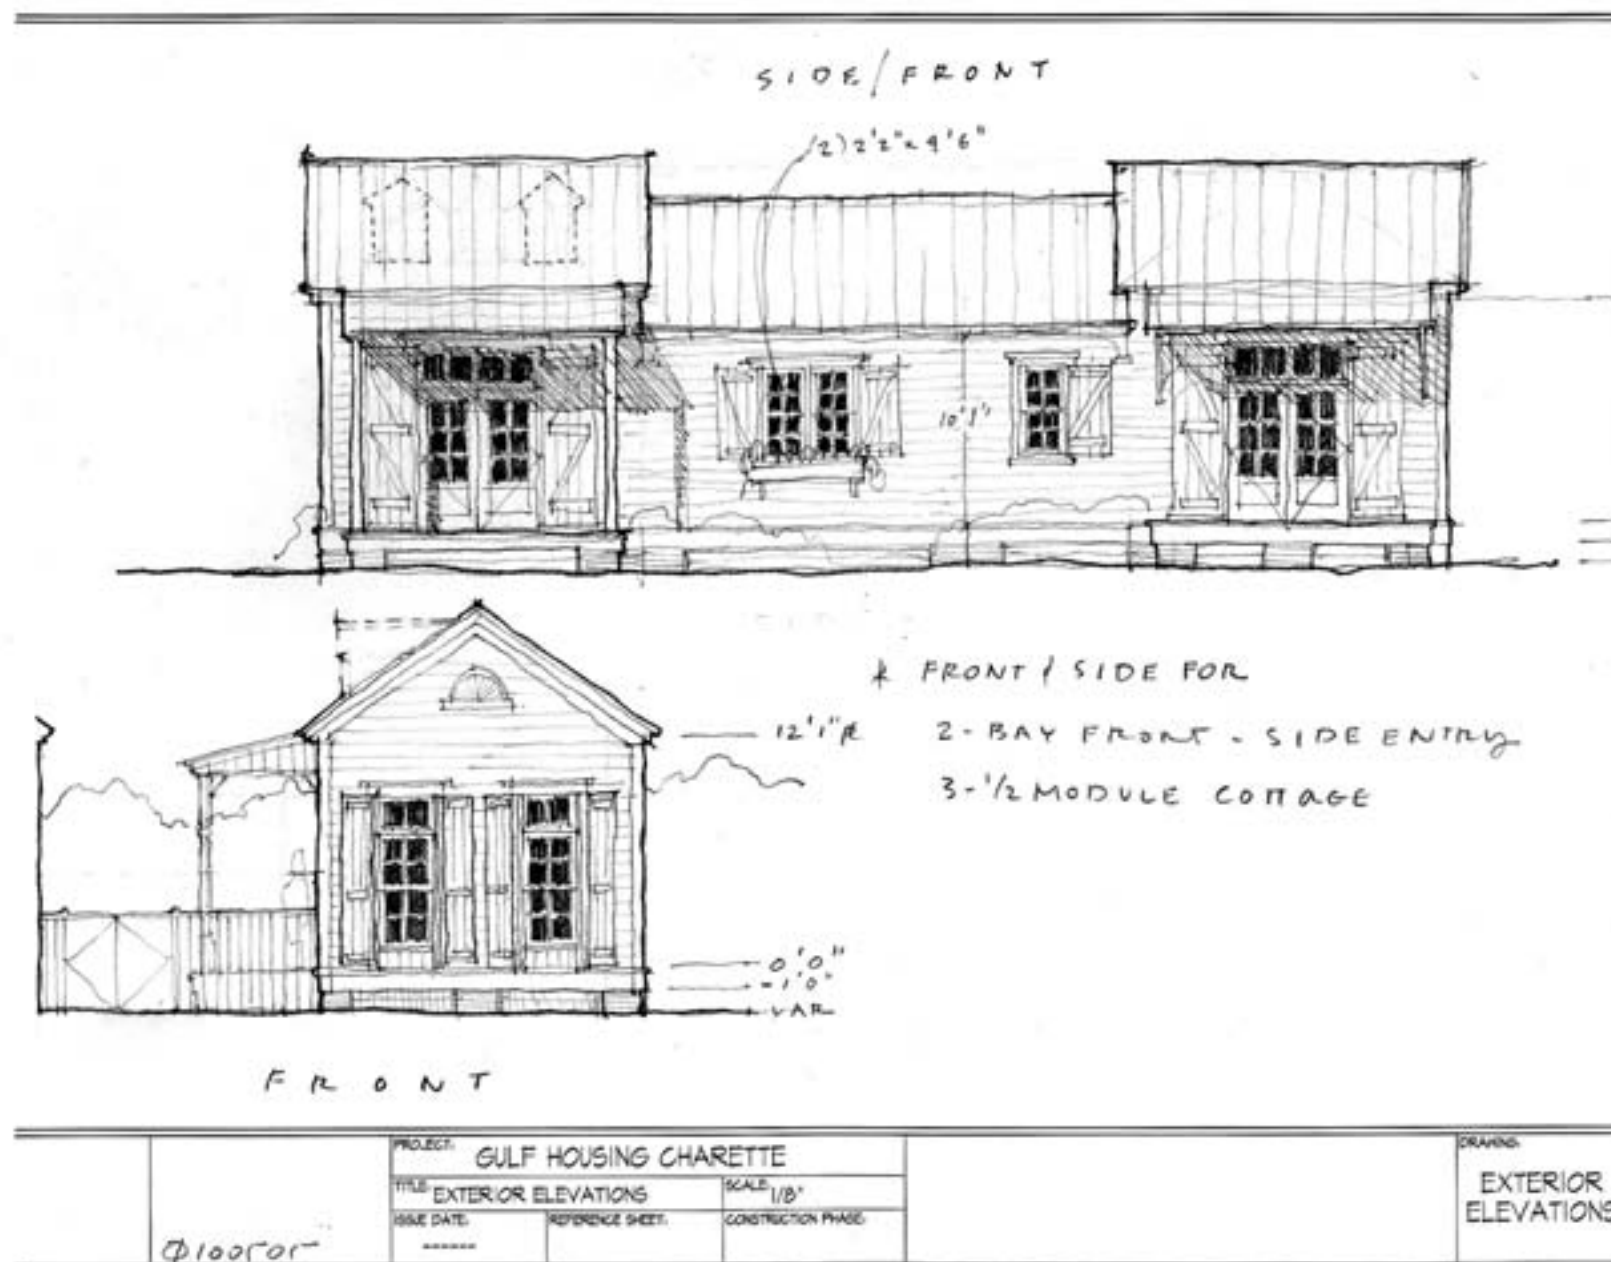 SIDE/FRONT
(2) 2'2" x 4'6"
10'1"
* FRONT & SIDE FOR
2-BAY FRONT - SIDE ENTRY
3-1/2 MODULE COTTAGE
12'1" PL
0'0"
-1'0"
VAR
FRONT
PROJECT: GULF HOUSING CHARETTE
TITLE: EXTERIOR ELEVATIONS SCALE: 1/8"
ISSUE DATE: ------ REFERENCE SHEET: CONSTRUCTION PHASE:
DRAWING:
EXTERIOR
ELEVATIONS